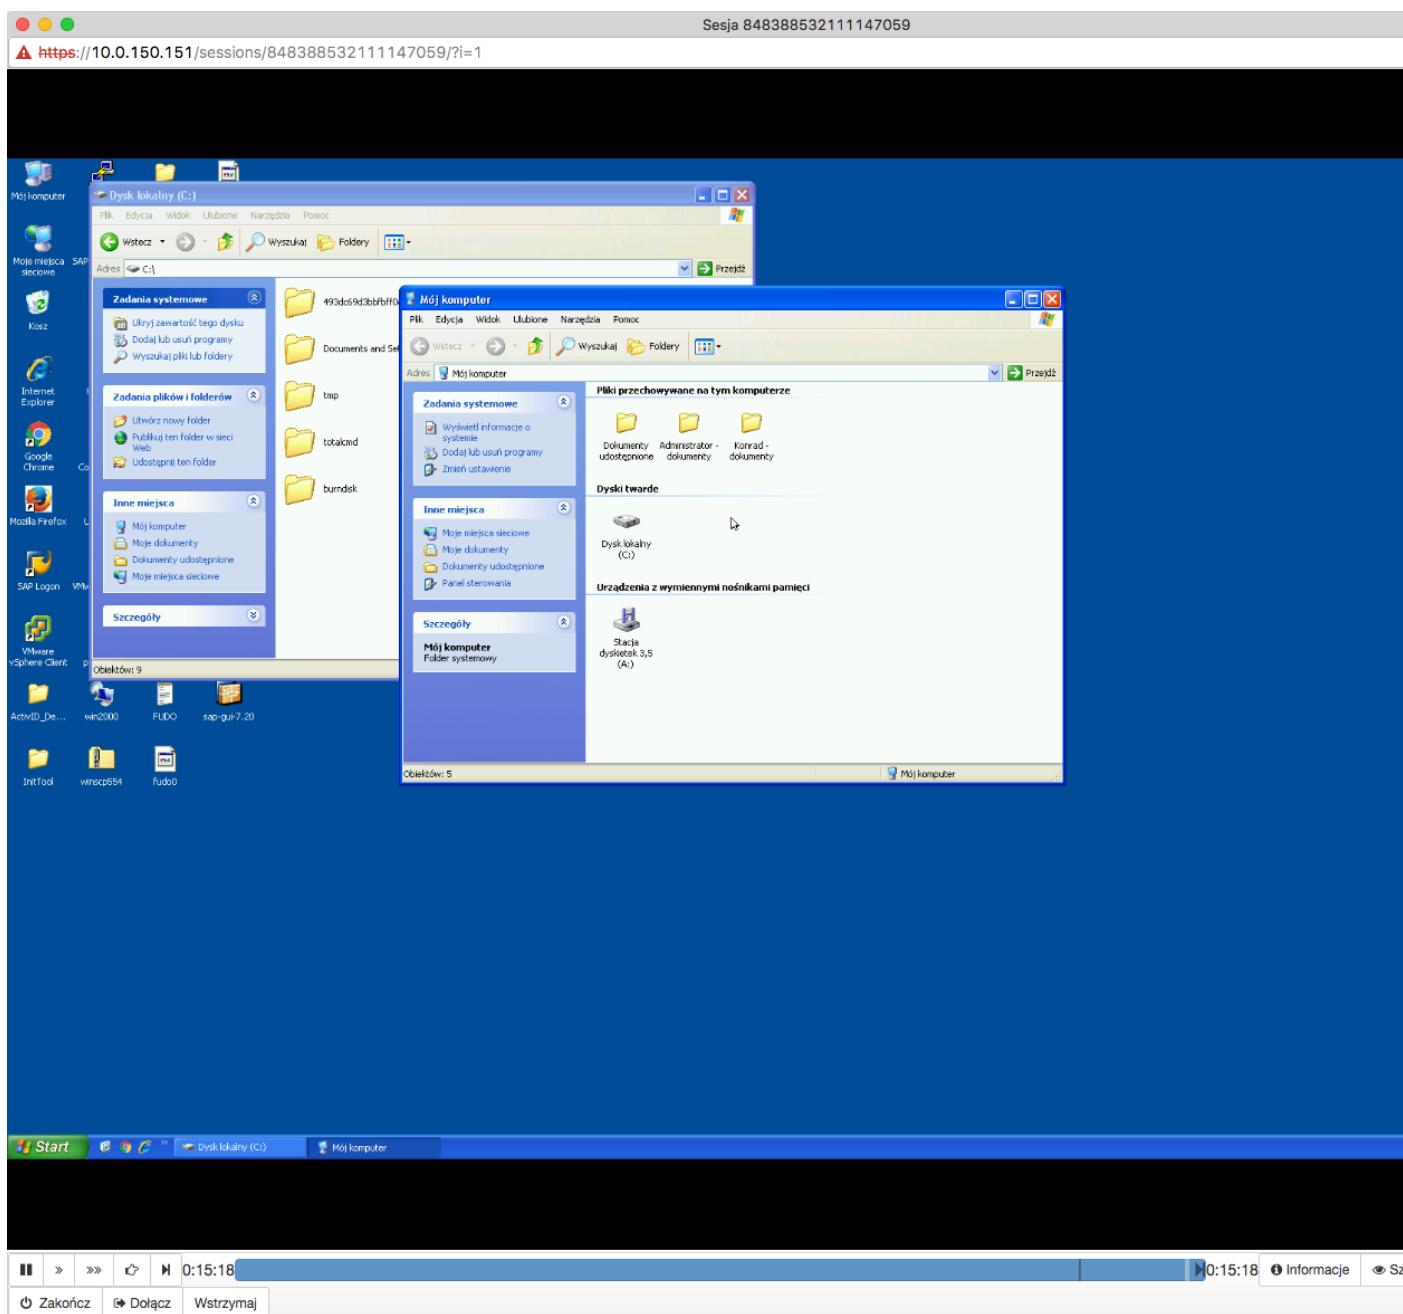 Sesja 848388532111147059
https://10.0.150.151/sessions/848388532111147059/?i=1
Mój komputer
Moje miejsca
sieciowe
SAP
Kosz
Internet
Explorer
Google
Chrome
Co
Mozilla Firefox
SAP Logon
VMware
vSphere Client
ActivID_De...
win2000
FUDO
sap-gui-7.20
InitTool
winscp554
fudo0
Dysk lokalny (C:)
Plik Edycja Widok Ulubione Narzędzia Pomoc
Wstecz Wyszukaj Foldery
Adres C:\ Przejdź
Zadania systemowe
Ukryj zawartość tego dysku
Dodaj lub usuń programy
Wyszukaj pliki lub foldery
Zadania plików i folderów
Utwórz nowy folder
Publikuj ten folder w sieci
Web
Udostępnij ten folder
Inne miejsca
Mój komputer
Moje dokumenty
Dokumenty udostępnione
Moje miejsca sieciowe
Szczegóły
Documents and Set
tmp
totalcmd
burndisk
Obiektów: 9
Mój komputer
Plik Edycja Widok Ulubione Narzędzia Pomoc
Wstecz Wyszukaj Foldery
Adres Mój komputer Przejdź
Zadania systemowe
Wyświetl informacje o
systemie
Dodaj lub usuń programy
Zmień ustawienie
Inne miejsca
Moje miejsca sieciowe
Moje dokumenty
Dokumenty udostępnione
Panel sterowania
Szczegóły
Mój komputer
Folder systemowy
Pliki przechowywane na tym komputerze
Dokumenty
udostępnione
Administrator -
dokumenty
Konrad -
dokumenty
Dyski twarde
Dysk lokalny
(C:)
Urządzenia z wymiennymi nośnikami pamięci
Stacja
dyskietek 3,5
(A:)
Obiektów: 5 Mój komputer
Start Dysk lokalny (C:) Mój komputer
0:15:18 0:15:18 Informacje Sz
Zakończ Dołącz Wstrzymaj